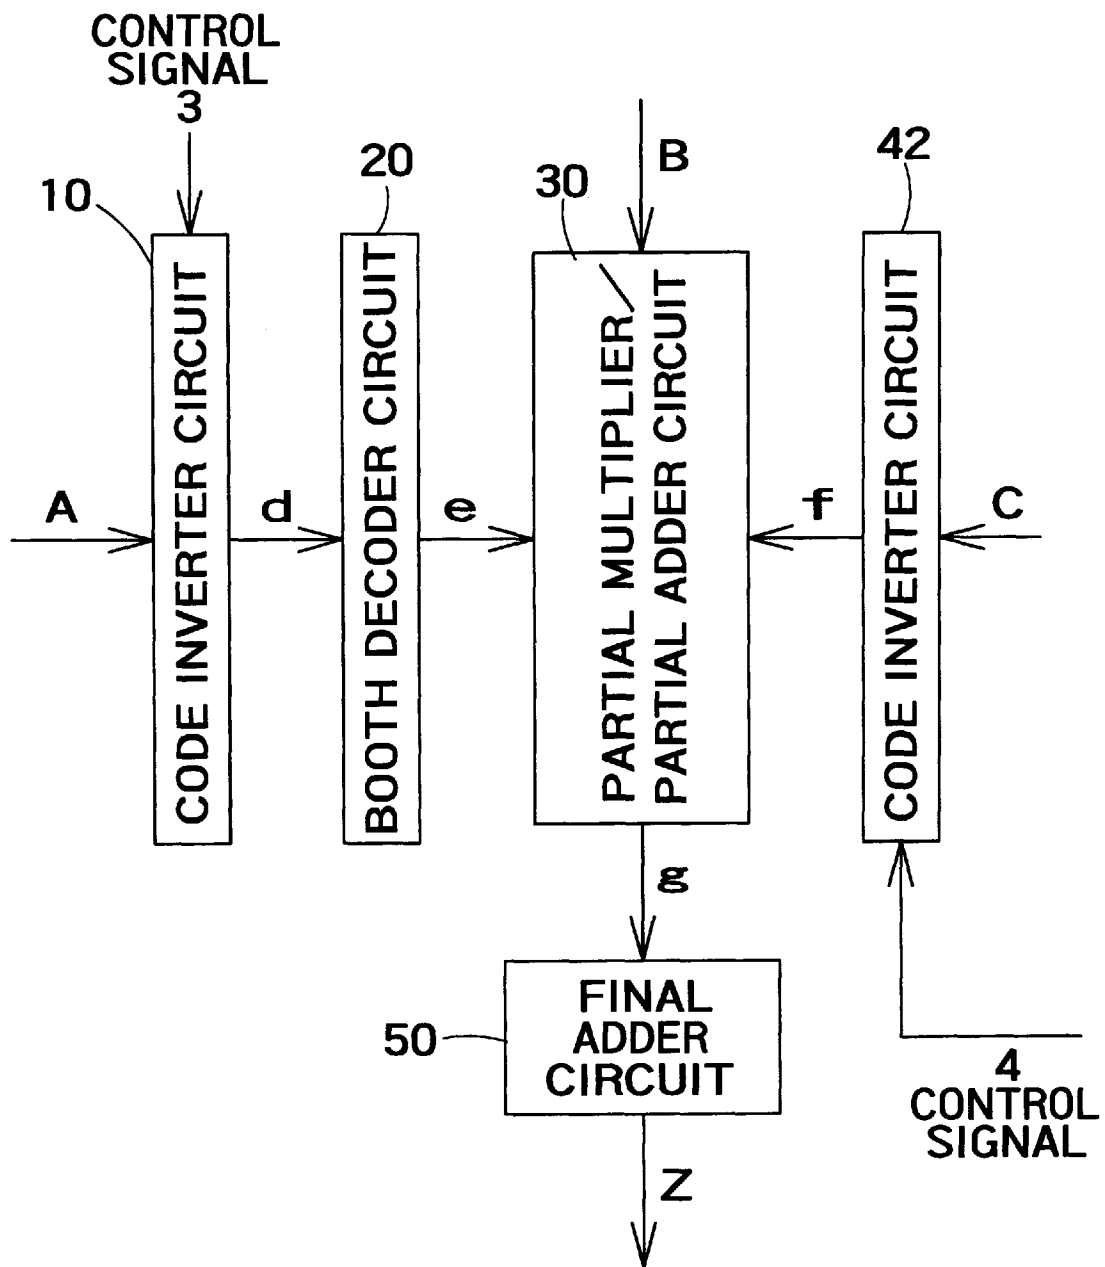 CONTROL
SIGNAL
3
10
20
30
B
42
CODE INVERTER CIRCUIT
BOOTH DECODER CIRCUIT
PARTIAL MULTIPLIER/
PARTIAL ADDER CIRCUIT
CODE INVERTER CIRCUIT
A
d
e
f
C
g
FINAL
ADDER
CIRCUIT
50
4
CONTROL
SIGNAL
Z